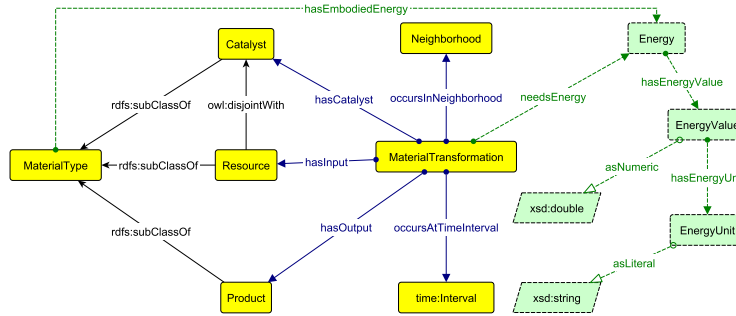 hasEmbodiedEnergy
Catalyst
Neighborhood
Energy
hasEnergyValue
rdfs:subClassOf
owl:disjointWith
hasCatalyst
occursInNeighborhood
needsEnergy
EnergyValue
MaterialType
rdfs:subClassOf
Resource
hasInput
MaterialTransformation
asNumeric
hasEnergyUn
xsd:double
rdfs:subClassOf
hasOutput
occursAtTimeInterval
EnergyUnit
asLiteral
Product
time:Interval
xsd:string